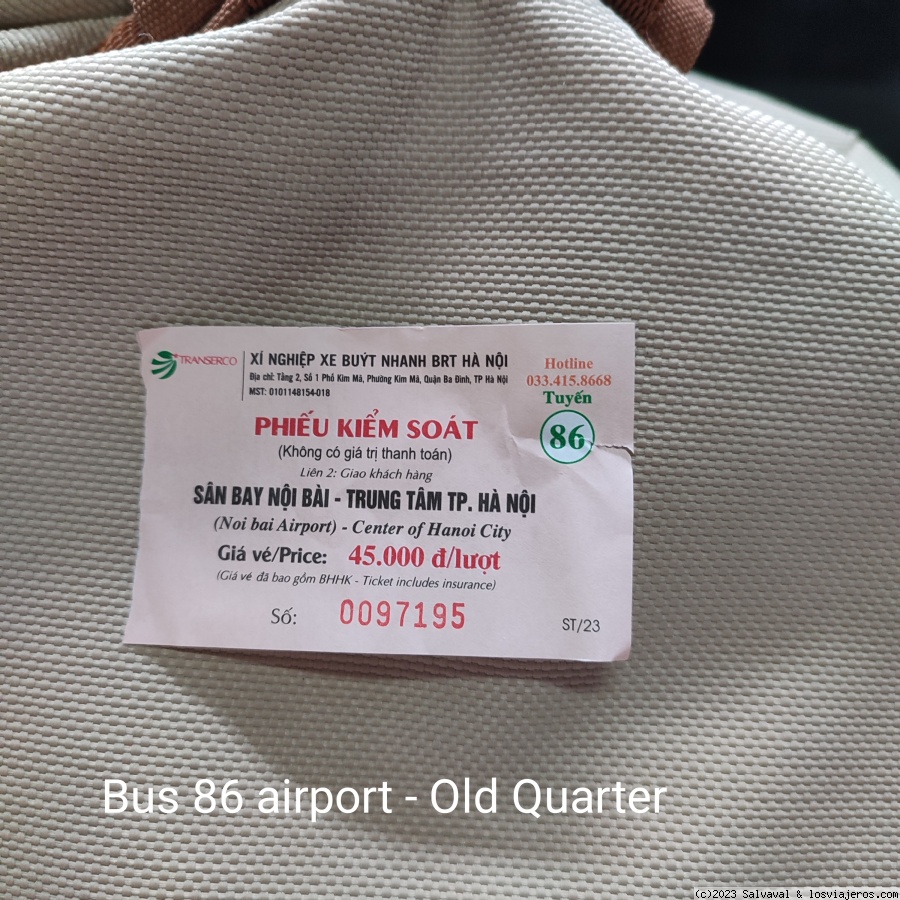 TRANSERCO
XÍ NGHIỆP XE BUÝT NHANH BRT HÀ NỘI
Địa chỉ: Tầng 2, Số 1 Phố Kim Mã, Phường Kim Mã, Quận Ba Đình, TP Hà Nội
MST: 0101148154-018
Hotline
033.415.8668
Tuyến
86
PHIẾU KIỂM SOÁT
(Không có giá trị thanh toán)
Liên 2: Giao khách hàng
SÂN BAY NỘI BÀI - TRUNG TÂM TP. HÀ NỘI
(Noi bai Airport) - Center of Hanoi City
Giá vé/Price: 45.000 đ/lượt
(Giá vé đã bao gồm BHHK - Ticket includes insurance)
Số: 0097195
ST/23
Bus 86 airport - Old Quarter
(c)2023 Salvaval & losviajeros.com